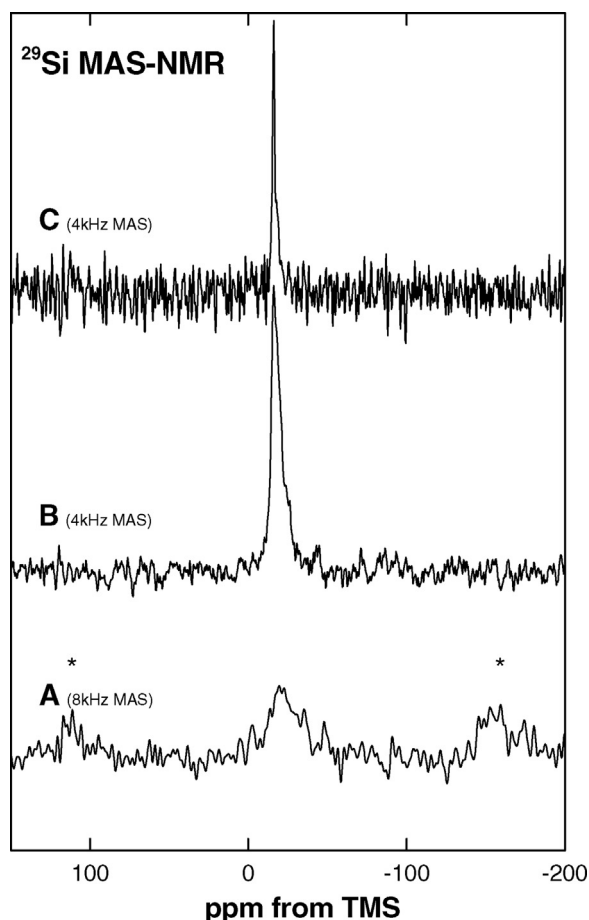 ²⁹Si MAS-NMR
C (4kHz MAS)
B (4kHz MAS)
* *
A (8kHz MAS)
100 0 -100 -200
ppm from TMS